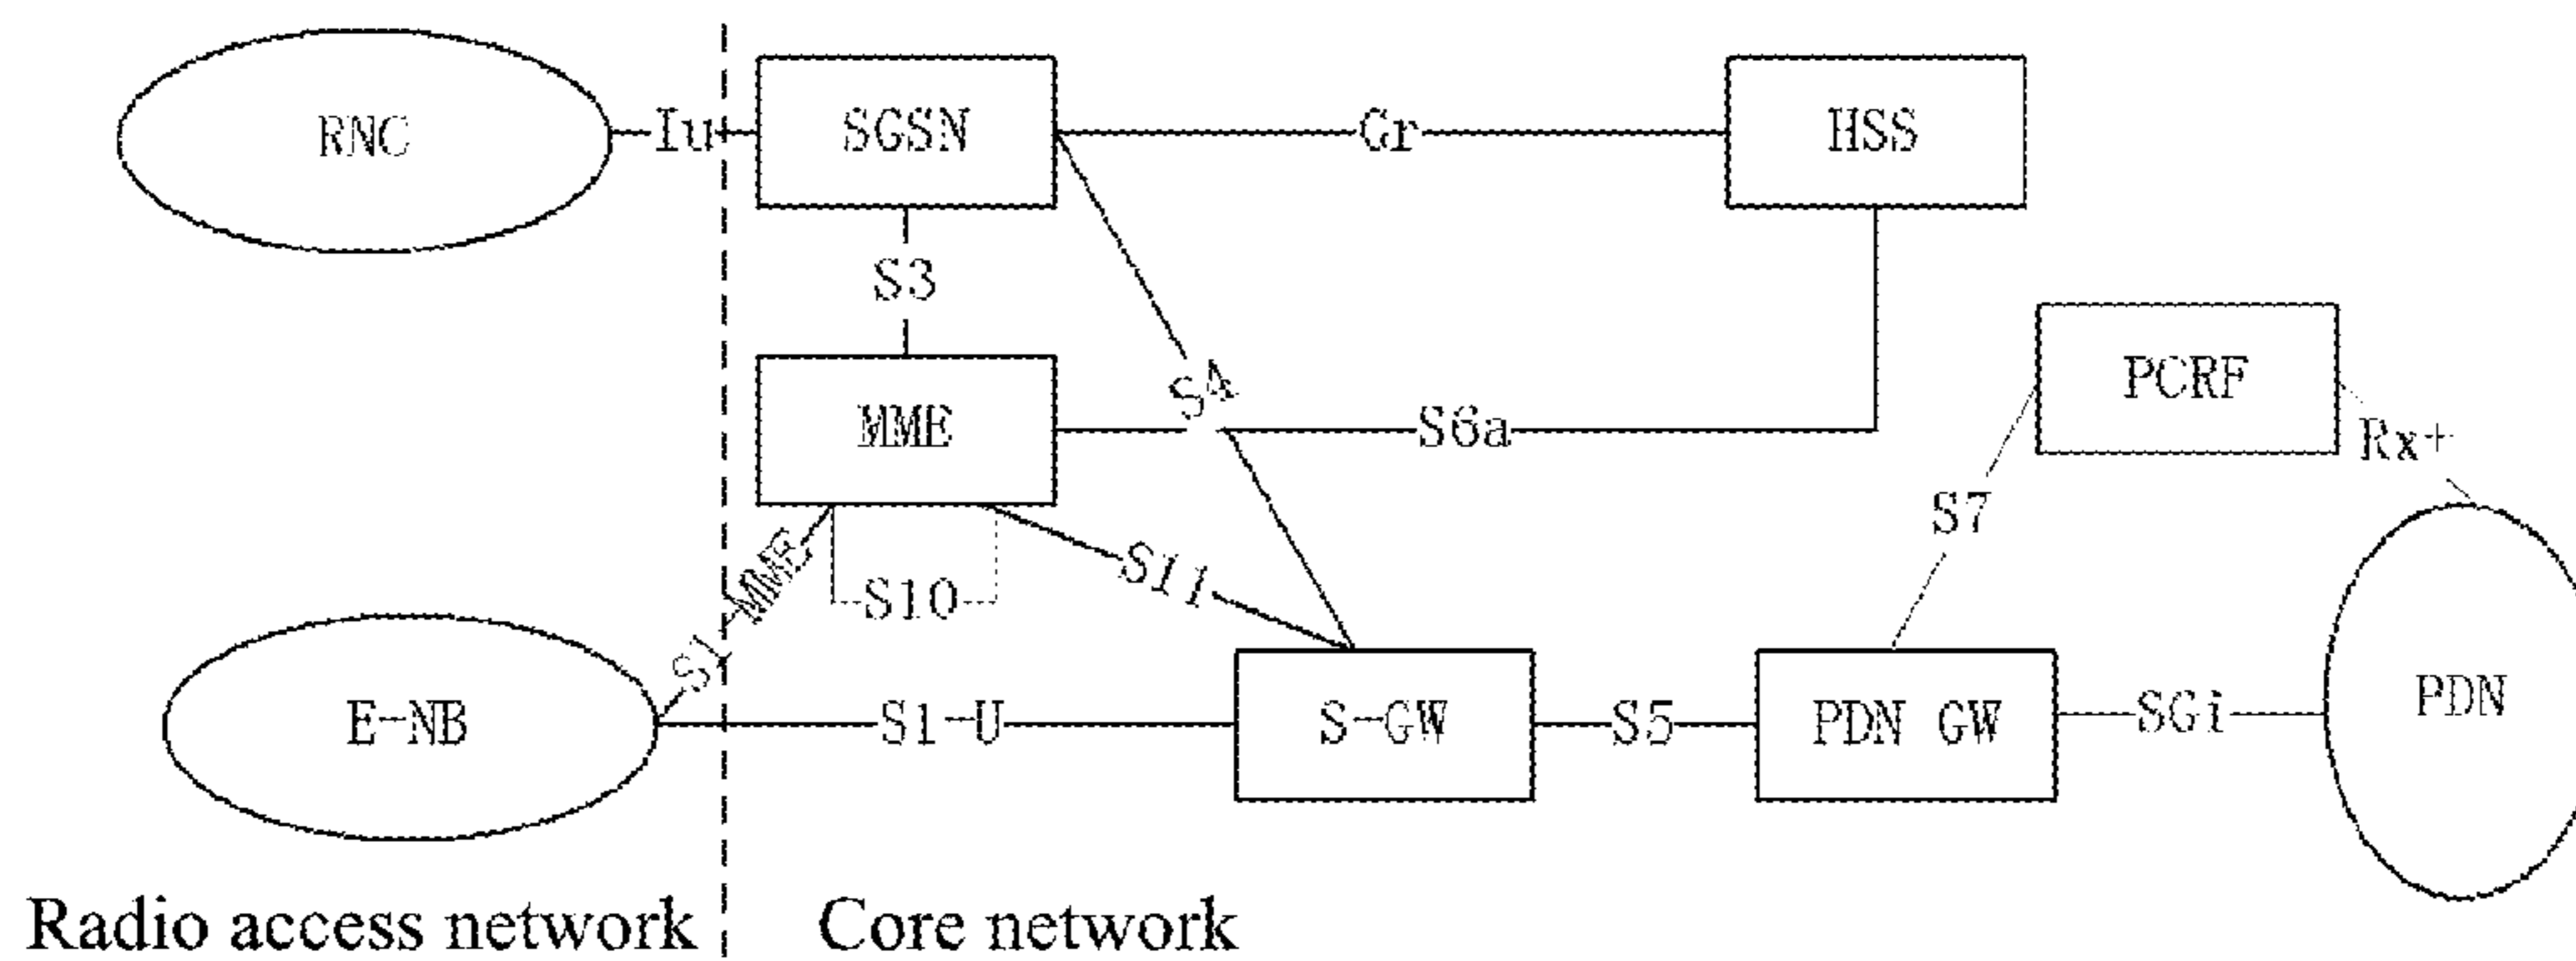 RNC
Iu
SGSN
Gr
HSS
S3
S4
PCRF
MME
S6a
Rx+
S7
S1-MME
S10
S11
E-NB
S1-U
S-GW
S5
PDN GW
SGi
PDN
Radio access network
Core network